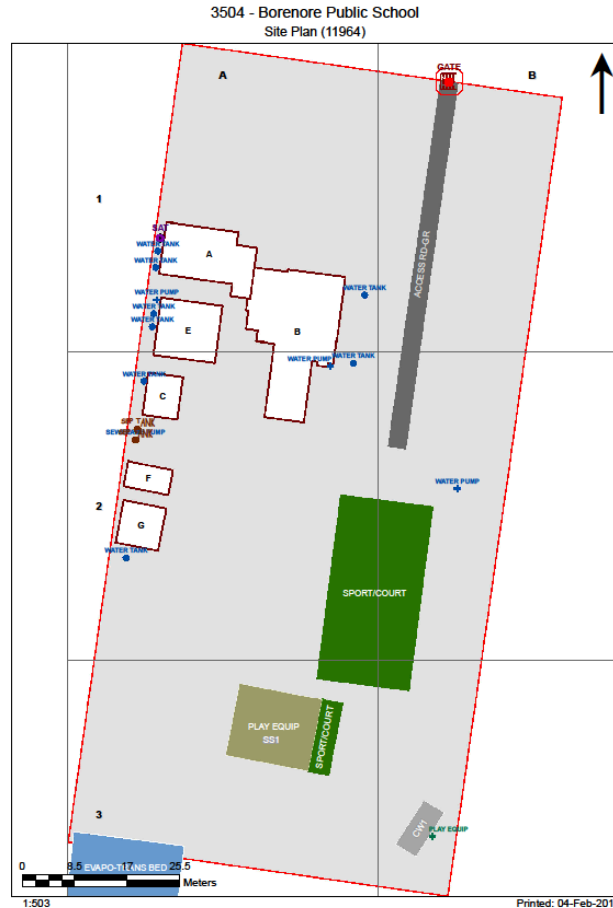 3504 - Borenore Public School
Site Plan (11964)
A
B
GATE
1
SAT
WATER TANK
A
WATER TANK
ACCESS RD-GR
WATER PUMP
WATER TANK
WATER TANK
WATER TANK
E
B
WATER PUMP
WATER TANK
WATER TANK
C
SEP TANK
F
WATER PUMP
2
G
WATER TANK
SPORT/COURT
PLAY EQUIP
SS1
SPORT/COURT
3
CW1
PLAY EQUIP
EVAPO-TRANS BED
0 8.5 17 25.5
Meters
1:503
Printed: 04-Feb-201